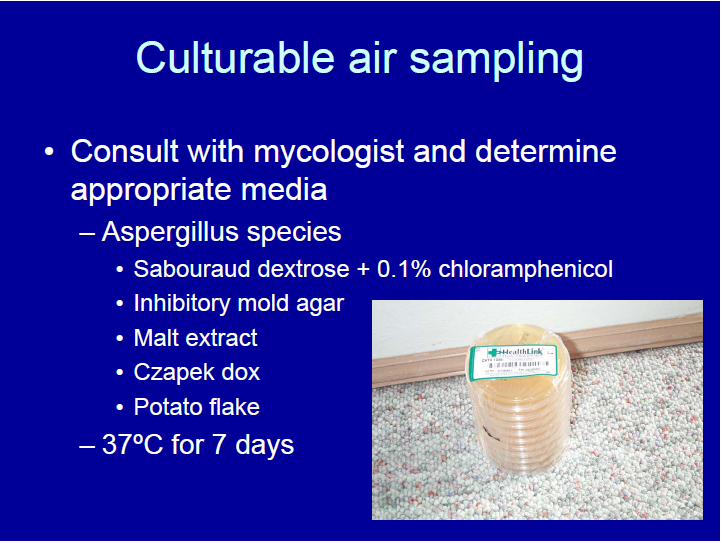 Culturable air sampling
• Consult with mycologist and determine
appropriate media
– Aspergillus species
• Sabouraud dextrose + 0.1% chloramphenicol
• Inhibitory mold agar
• Malt extract
• Czapek dox
• Potato flake
– 37ºC for 7 days
HealthLink